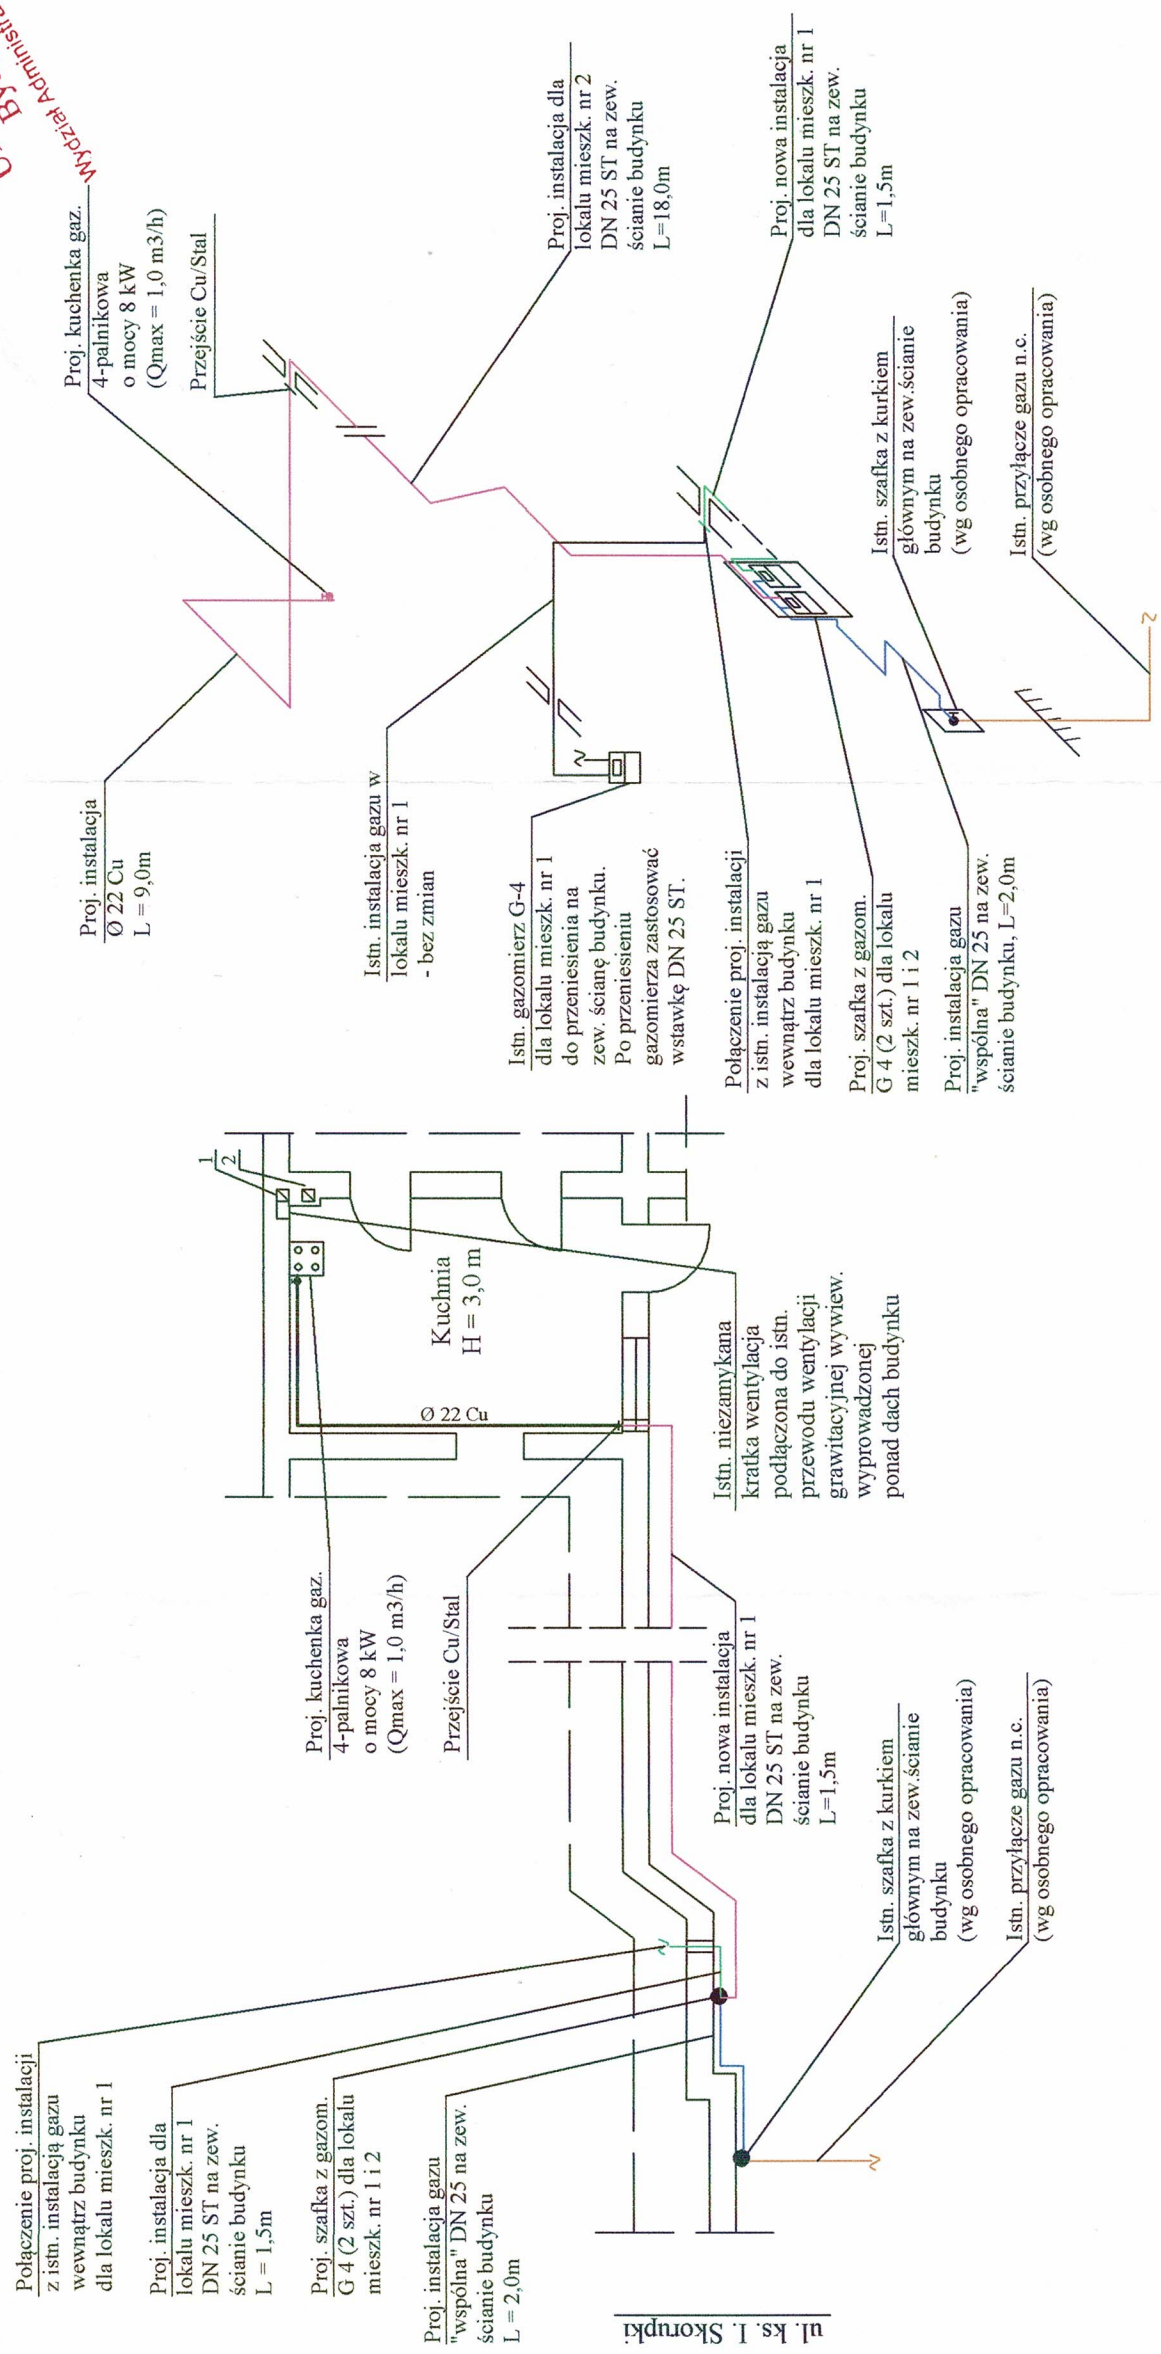 Wydział Administra
Połączenie proj. instalacji
z istn. instalacją gazu
wewnątrz budynku
dla lokalu mieszk. nr 1
Proj. instalacja dla
lokalu mieszk. nr 1
DN 25 ST na zew.
ścianie budynku
L = 1,5m
Proj. szafka z gazom.
G 4 (2 szt.) dla lokalu
mieszk. nr 1 i 2
Proj. instalacja gazu
"wspólna" DN 25 na zew.
ścianie budynku
L = 2,0m
ul. ks. I. Skorupki
Proj. kuchenka gaz.
4-palnikowa
o mocy 8 kW
(Qmax = 1,0 m3/h)
Przejście Cu/Stal
Proj. nowa instalacja
dla lokalu mieszk. nr 1
DN 25 ST na zew.
ścianie budynku
L=1,5m
Istn. szafka z kurkiem
głównym na zew.ścianie
budynku
(wg osobnego opracowania)
Istn. przyłącze gazu n.c.
(wg osobnego opracowania)
1
2
Kuchnia
H = 3,0 m
Ø 22 Cu
Istn. niezamykana
kratka wentylacja
podłączona do istn.
przewodu wentylacji
grawitacyjnej wywiew.
wyprowadzonej
ponad dach budynku
Proj. instalacja
Ø 22 Cu
L = 9,0m
Istn. instalacja gazu w
lokalu mieszk. nr 1
- bez zmian
Istn. gazomierz G-4
dla lokalu mieszk. nr 1
do przeniesienia na
zew. ścianę budynku.
Po przeniesieniu
gazomierza zastosować
wstawkę DN 25 ST.
Połączenie proj. instalacji
z istn. instalacją gazu
wewnątrz budynku
dla lokalu mieszk. nr 1
Proj. szafka z gazom.
G 4 (2 szt.) dla lokalu
mieszk. nr 1 i 2
Proj. instalacja gazu
"wspólna" DN 25 na zew.
ścianie budynku, L=2,0m
Proj. kuchenka gaz.
4-palnikowa
o mocy 8 kW
(Qmax = 1,0 m3/h)
Przejście Cu/Stal
Proj. instalacja dla
lokalu mieszk. nr 2
DN 25 ST na zew.
ścianie budynku
L=18,0m
Proj. nowa instalacja
dla lokalu mieszk. nr 1
DN 25 ST na zew.
ścianie budynku
L=1,5m
Istn. szafka z kurkiem
głównym na zew.ścianie
budynku
(wg osobnego opracowania)
Istn. przyłącze gazu n.c.
(wg osobnego opracowania)